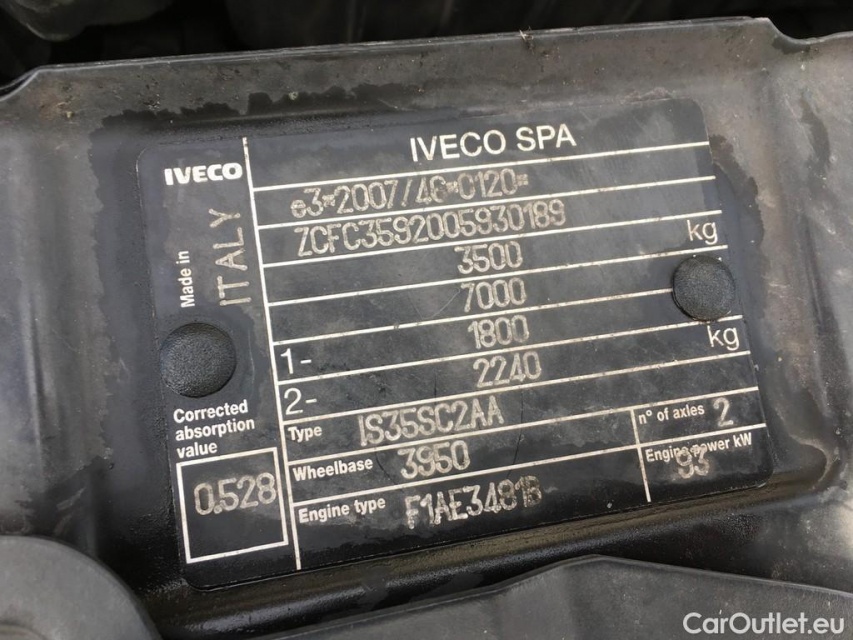 IVECO SPA
IVECO
e3*2007/46*0120*
ZCFC3592005930189
kg
3500
7000
1- 1800
kg
2- 2240
Made in ITALY
Corrected absorption value
0.528
Type IS35SC2AA
n° of axles 2
Wheelbase 3950
Engine power kW 93
Engine type F1AE3481B
CarOutlet.eu